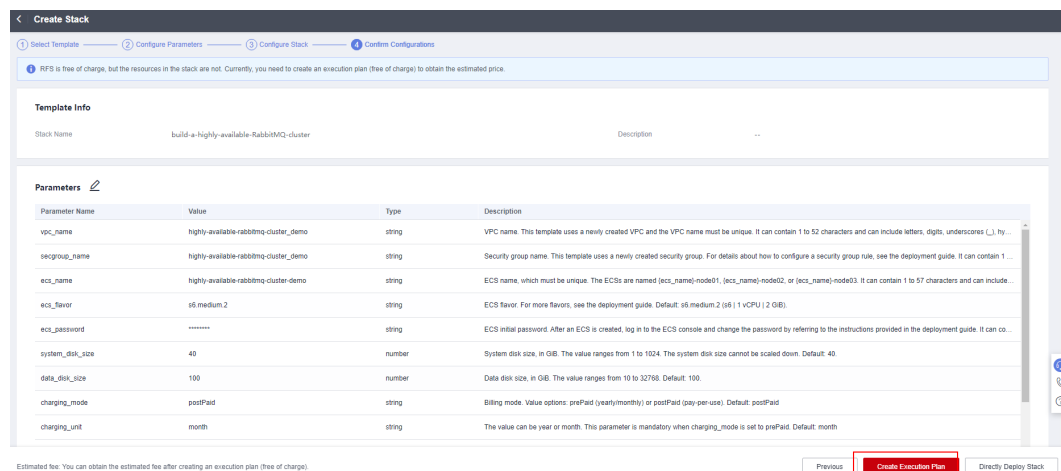 Create Stack
1 Select Template 2 Configure Parameters 3 Configure Stack 4 Confirm Configurations
RFS is free of charge, but the resources in the stack are not. Currently, you need to create an execution plan (free of charge) to obtain the estimated price.
Template Info
Stack Name build-a-highly-available-RabbitMQ-cluster Description --
Parameters
Parameter Name Value Type Description
vpc_name highly-available-rabbitmq-cluster_demo string VPC name. This template uses a newly created VPC and the VPC name must be unique. It can contain 1 to 52 characters and can include letters, digits, underscores (_), hy...
secgroup_name highly-available-rabbitmq-cluster_demo string Security group name. This template uses a newly created security group. For details about how to configure a security group rule, see the deployment guide. It can contain 1 ...
ecs_name highly-available-rabbitmq-cluster-demo string ECS name, which must be unique. The ECSs are named {ecs_name}-node01, {ecs_name}-node02, or {ecs_name}-node03. It can contain 1 to 57 characters and can include...
ecs_flavor s6.medium.2 string ECS flavor. For more flavors, see the deployment guide. Default: s6.medium.2 (s6 | 1 vCPU | 2 GiB).
ecs_password ******** string ECS initial password. After an ECS is created, log in to the ECS console and change the password by referring to the instructions provided in the deployment guide. It can co...
system_disk_size 40 number System disk size, in GiB. The value ranges from 1 to 1024. The system disk size cannot be scaled down. Default: 40.
data_disk_size 100 number Data disk size, in GiB. The value ranges from 10 to 32768. Default: 100.
charging_mode postPaid string Billing mode. Value options: prePaid (yearly/monthly) or postPaid (pay-per-use). Default: postPaid
charging_unit month string The value can be year or month. This parameter is mandatory when charging_mode is set to prePaid. Default: month
Estimated fee: You can obtain the estimated fee after creating an execution plan (free of charge). Previous Create Execution Plan Directly Deploy Stack